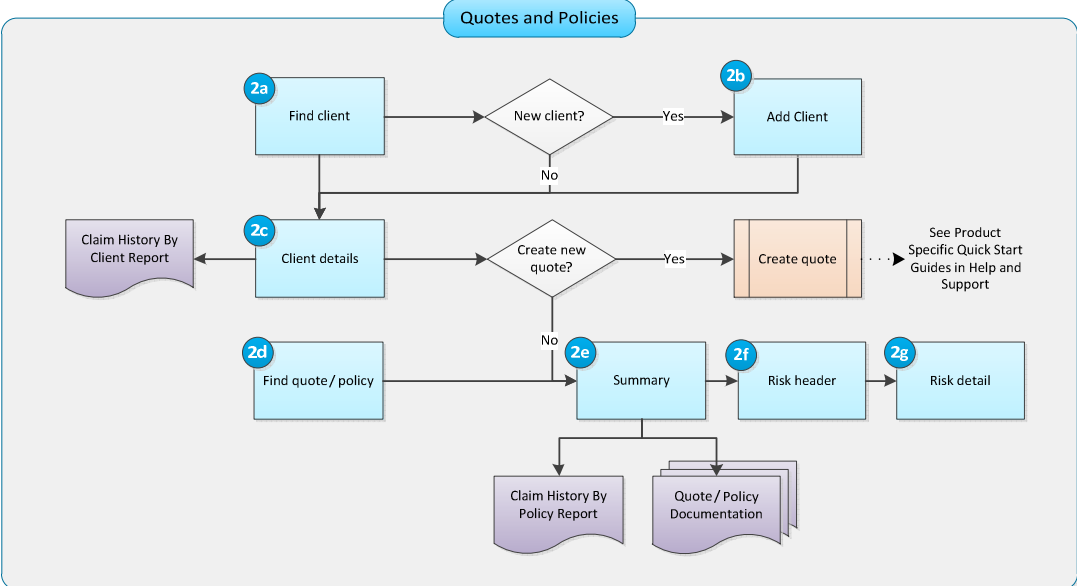 Quotes and Policies
2a
Find client
New client?
Yes
2b
Add Client
No
Claim History By
Client Report
2c
Client details
Create new
quote?
Yes
Create quote
See Product
Specific Quick Start
Guides in Help and
Support
No
2d
Find quote/ policy
2e
Summary
2f
Risk header
2g
Risk detail
Claim History By
Policy Report
Quote/ Policy
Documentation